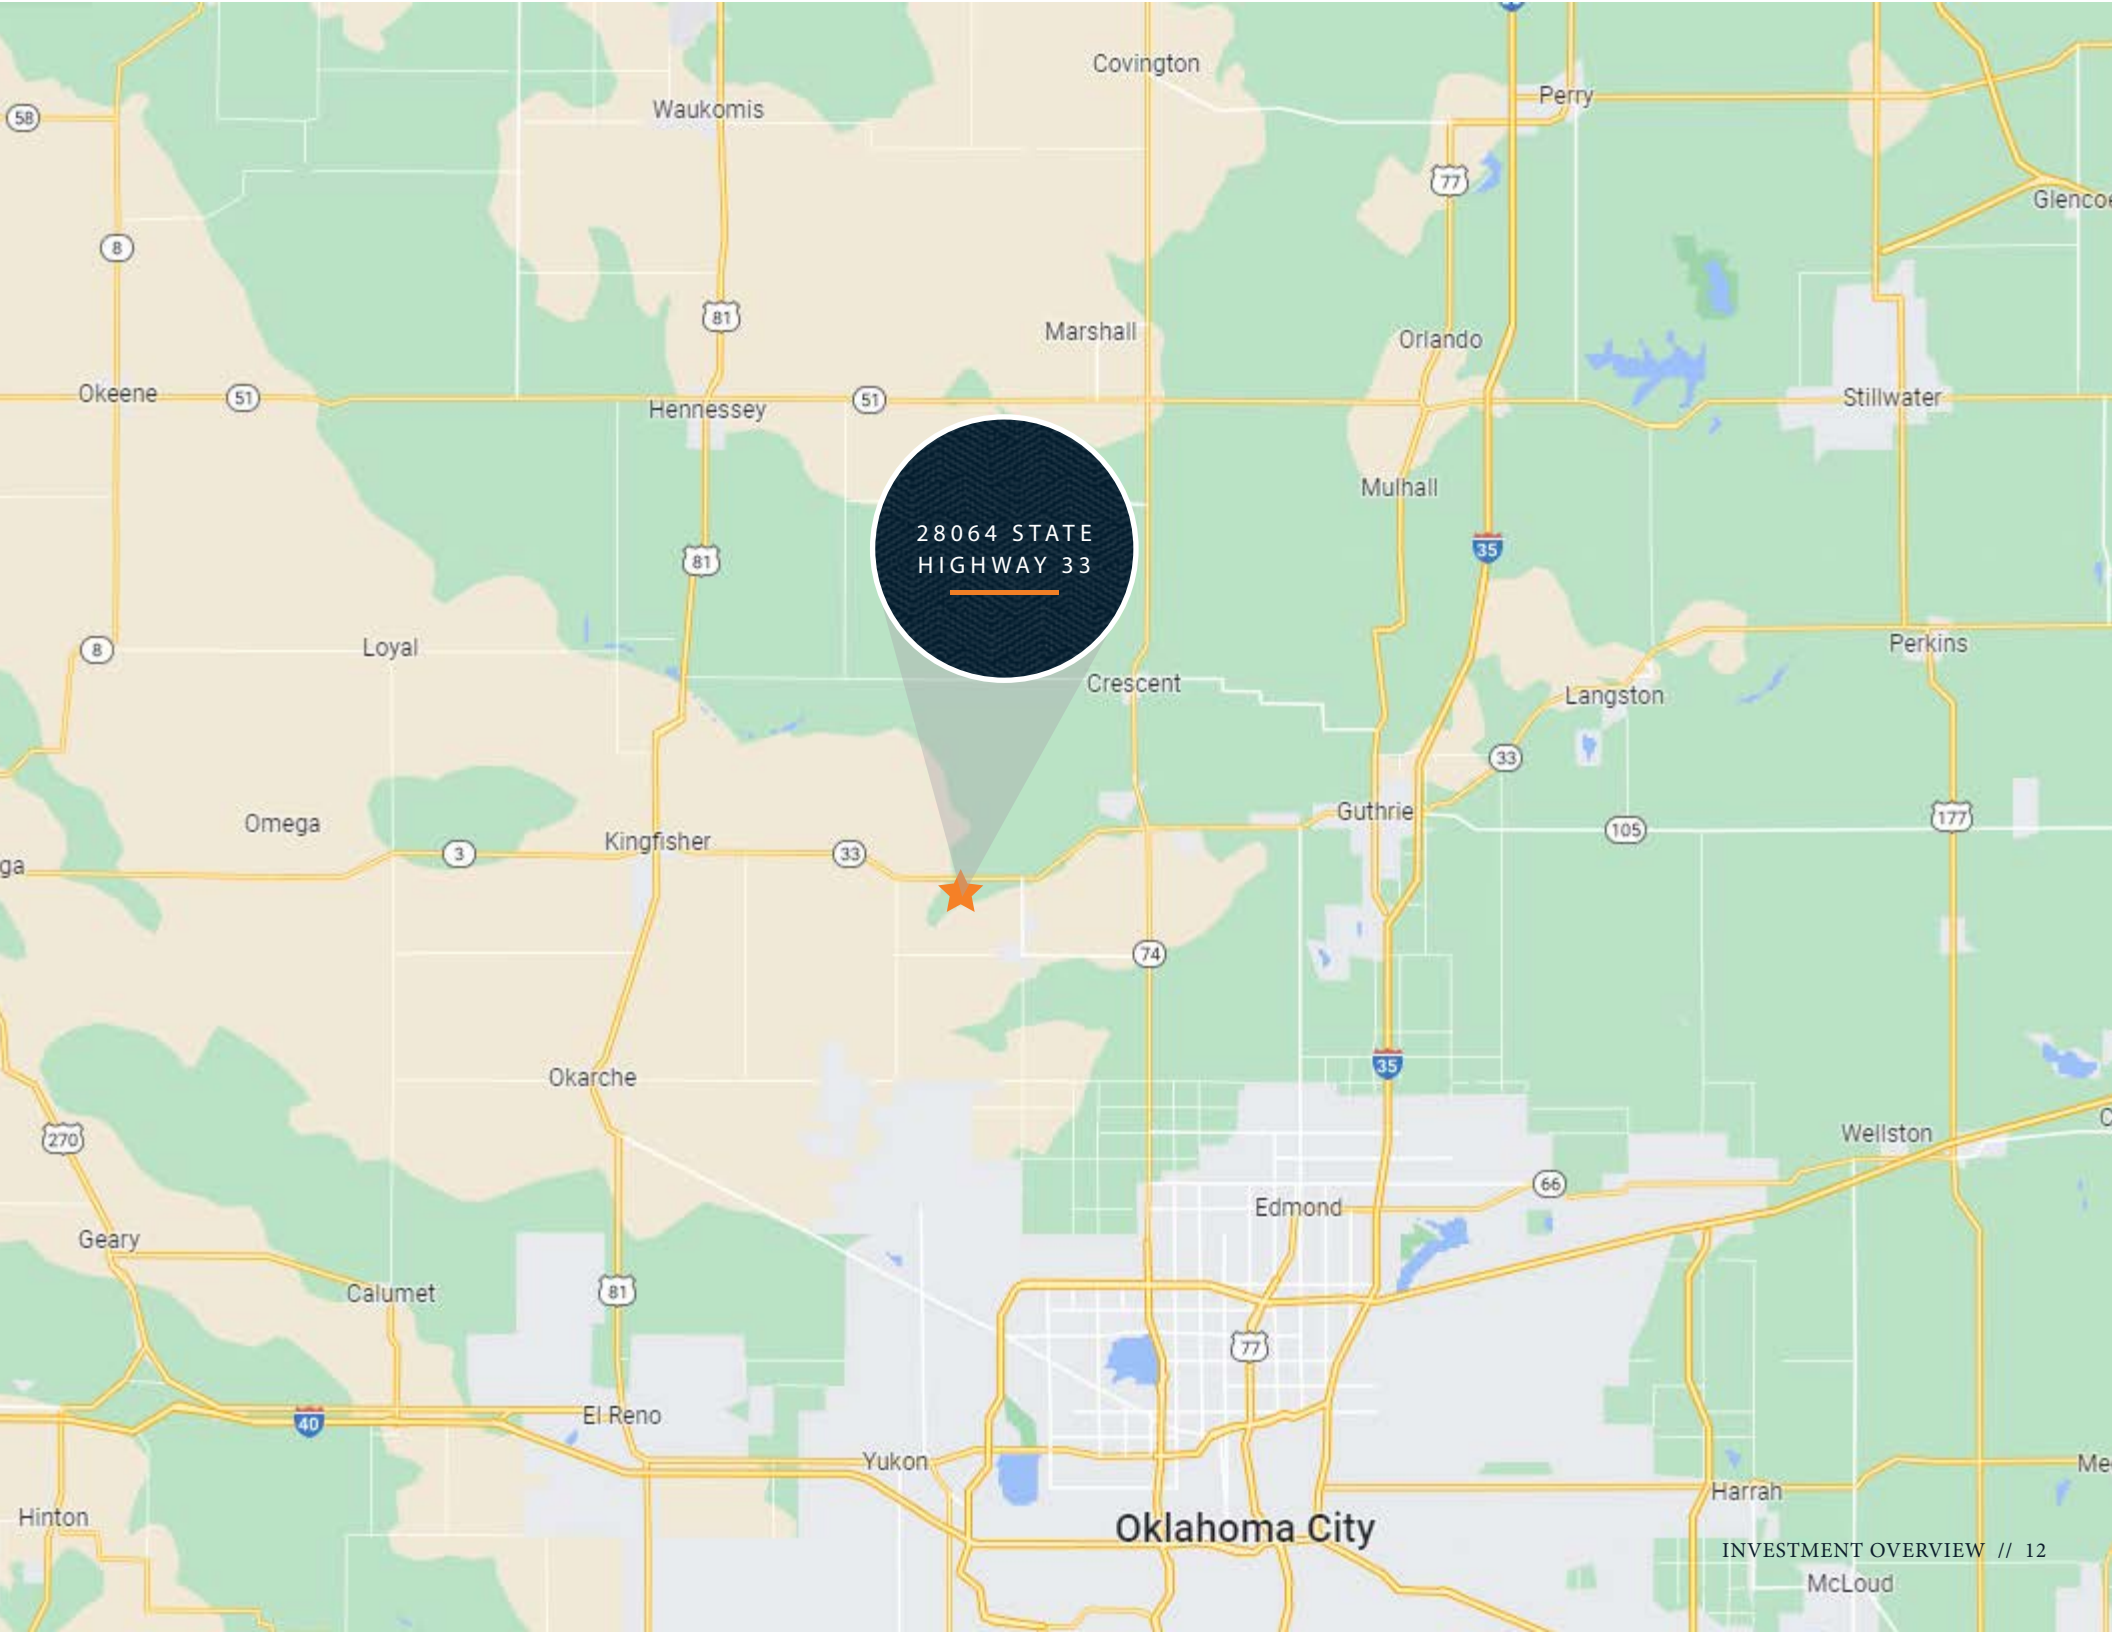 Covington
Perry
Waukomis
58
77
Glencoe
8
81
Marshall
Orlando
Okeene
51
Hennessey
51
Stillwater
Mulhall
28064 STATE
HIGHWAY 33
81
35
8
Loyal
Crescent
Perkins
Langston
33
Omega
Kingfisher
Guthrie
105
177
3
33
ga
74
Okarche
35
270
Wellston
C
66
Edmond
Geary
Calumet
81
77
40
El Reno
Yukon
Me
Harrah
Hinton
Oklahoma City
INVESTMENT OVERVIEW // 12
McLoud